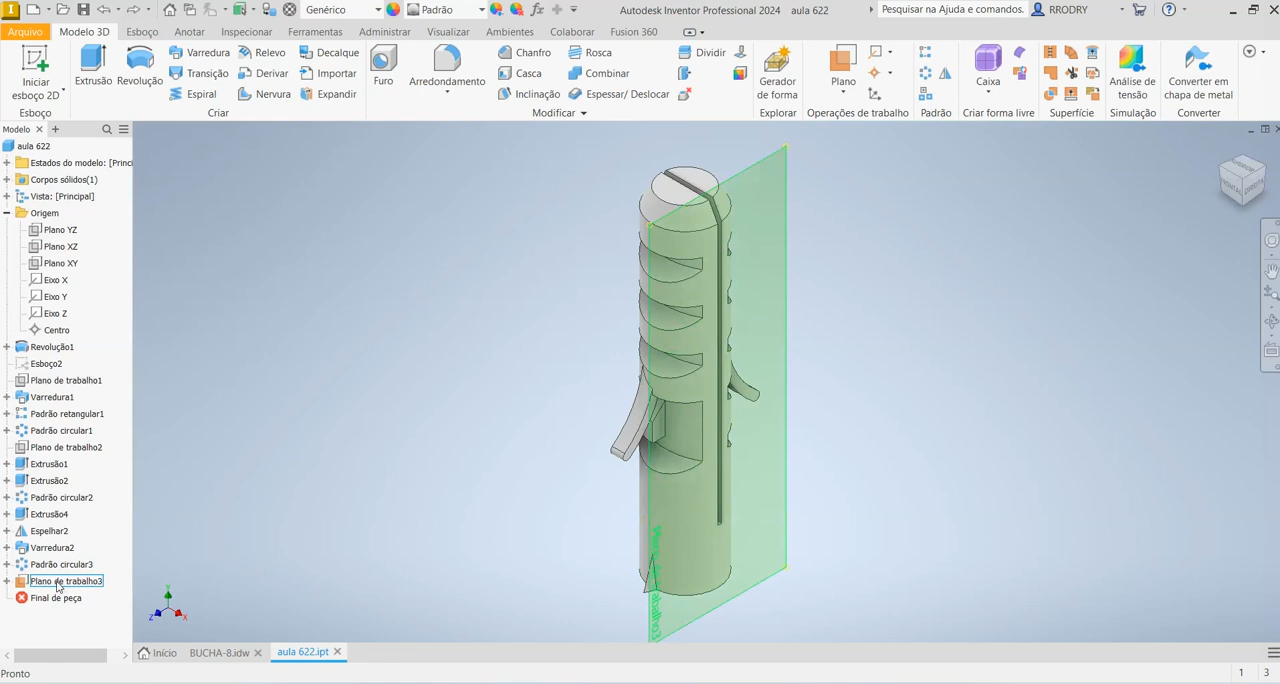 Genérico
Padrão
Autodesk Inventor Professional 2024 aula 622
Pesquisar na Ajuda e comandos.
RRODRY
Arquivo
Modelo 3D
Esboço
Anotar
Inspecionar
Ferramentas
Administrar
Visualizar
Ambientes
Colaborar
Fusion 360
Iniciar
esboço 2D
Esboço
Extrusão
Revolução
Varredura
Transição
Espiral
Relevo
Derivar
Nervura
Decalque
Importar
Expandir
Criar
Furo
Arredondamento
Chanfro
Casca
Inclinação
Rosca
Combinar
Espessar/ Deslocar
Dividir
Modificar
Gerador
de forma
Explorar
Plano
Operações de trabalho
Padrão
Caixa
Criar forma livre
Superfície
Análise de
tensão
Simulação
Converter em
chapa de metal
Converter
Modelo
aula 622
Estados do modelo: [Princi
Corpos sólidos(1)
Vista: [Principal]
Origem
Plano YZ
Plano XZ
Plano XY
Eixo X
Eixo Y
Eixo Z
Centro
Revolução1
Esboço2
Plano de trabalho1
Varredura1
Padrão retangular1
Padrão circular1
Plano de trabalho2
Extrusão1
Extrusão2
Padrão circular2
Extrusão4
Espelhar2
Varredura2
Padrão circular3
Plano de trabalho3
Final de peça
FRONTAL
DIREITA
Y
Z
X
Início
BUCHA-8.idw
aula 622.ipt
Pronto
1
3